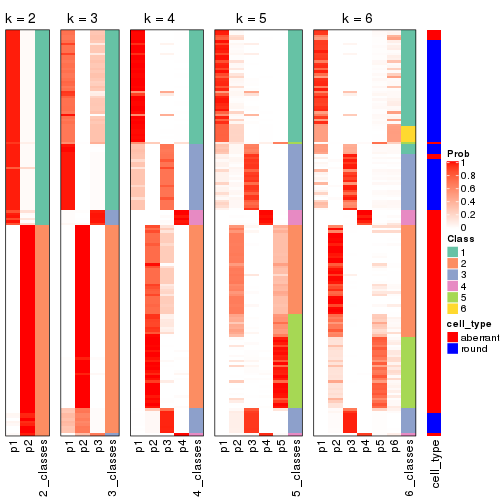 k = 2 k = 3 k = 4 k = 5 k = 6
Prob
1
0.8
0.6
0.4
0.2
0
Class
1
2
3
4
5
6
cell_type
aberrant
round
p1 p2 2_classes p1 p2 p3 3_classes p1 p2 p3 p4 4_classes p1 p2 p3 p4 p5 5_classes p1 p2 p3 p4 p5 p6 6_classes cell_type